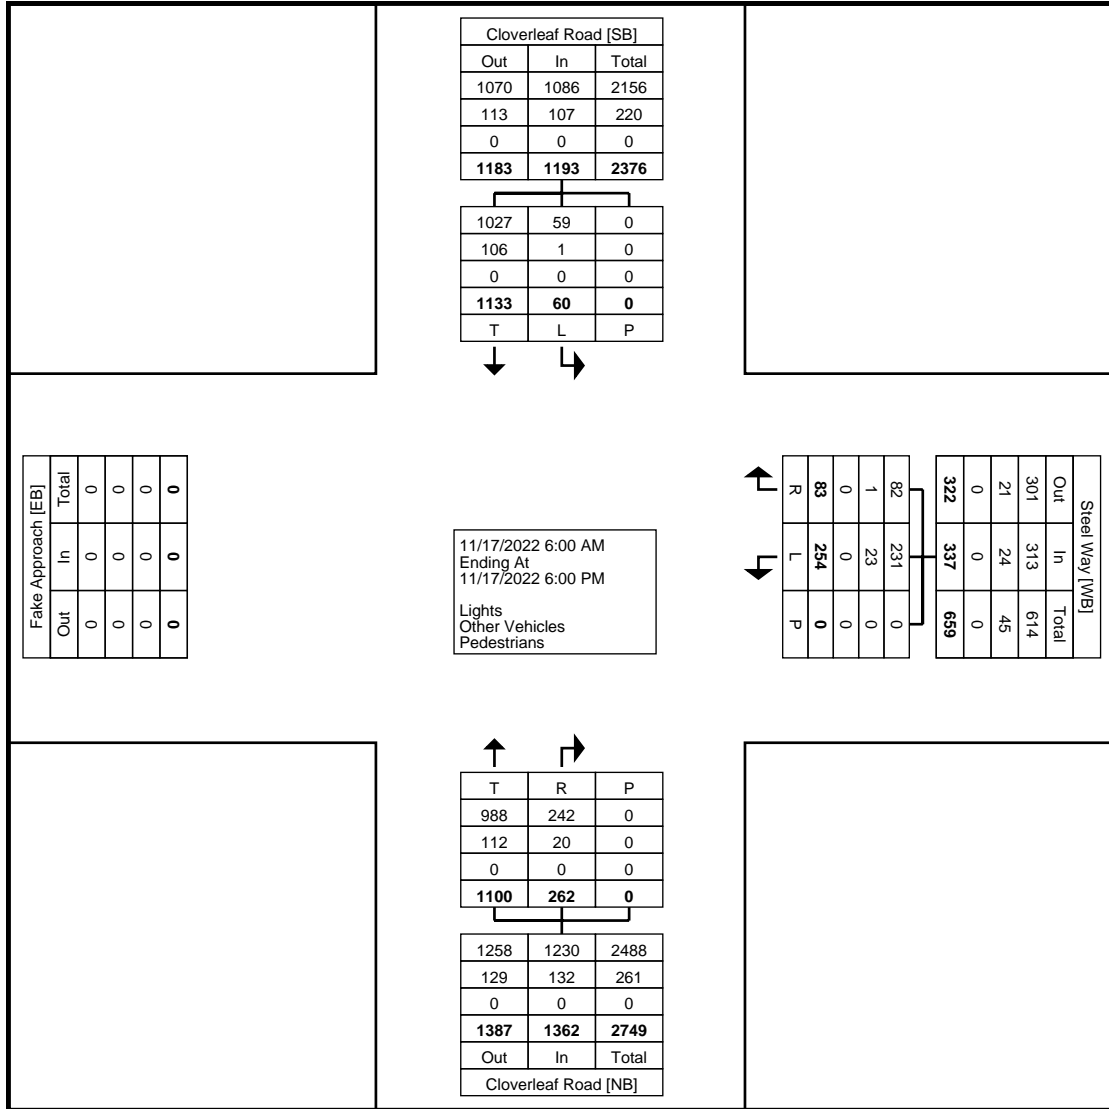 Cloverleaf Road [SB]
Out In Total
1070 1086 2156
113 107 220
0 0 0
1183 1193 2376
1027 59 0
106 1 0
0 0 0
1133 60 0
T L P
Fake Approach [EB]
Total 0 0 0 0
In 0 0 0 0
Out 0 0 0 0
11/17/2022 6:00 AM
Ending At
11/17/2022 6:00 PM
Lights
Other Vehicles
Pedestrians
R L P
83 254 0
0 0 0
1 23 0
82 231 0
Steel Way [WB]
Out In Total
301 313 614
21 24 45
0 0 0
322 337 659
T R P
988 242 0
112 20 0
0 0 0
1100 262 0
1258 1230 2488
129 132 261
0 0 0
1387 1362 2749
Out In Total
Cloverleaf Road [NB]